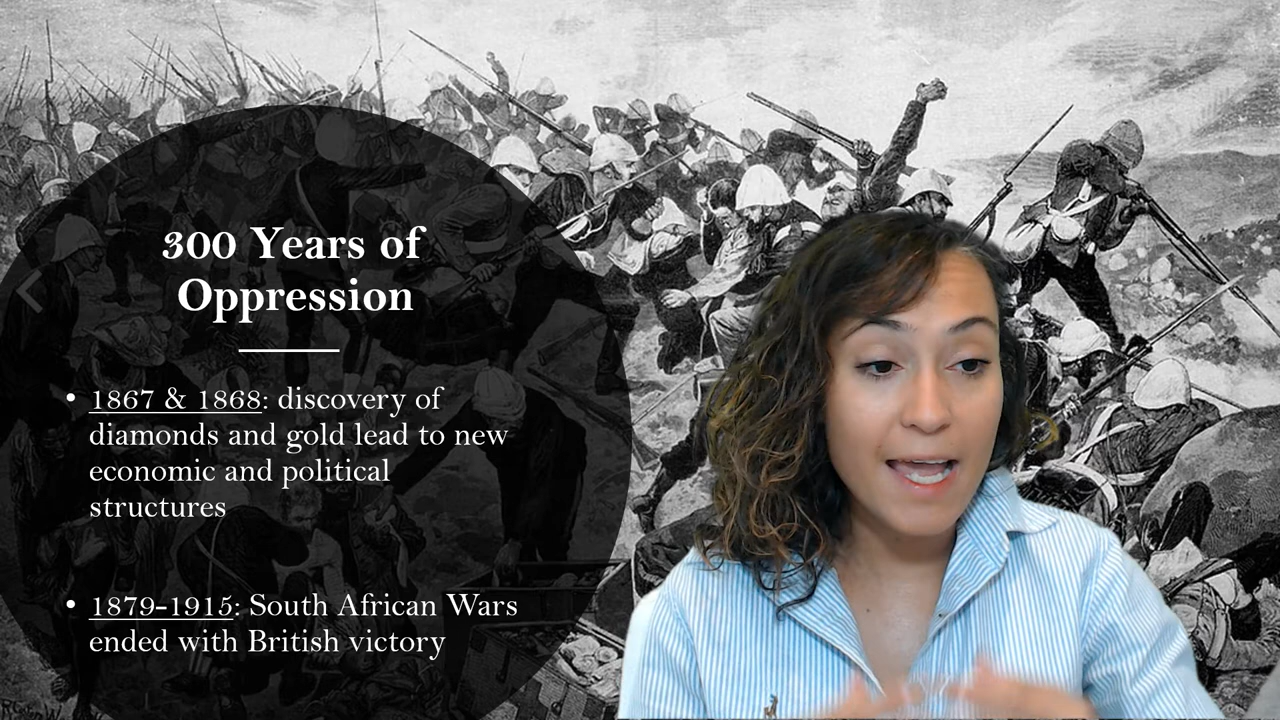 300 Years of
Oppression
• 1867 & 1868: discovery of
diamonds and gold lead to new
economic and political
structures
• 1879-1915: South African Wars
ended with British victory